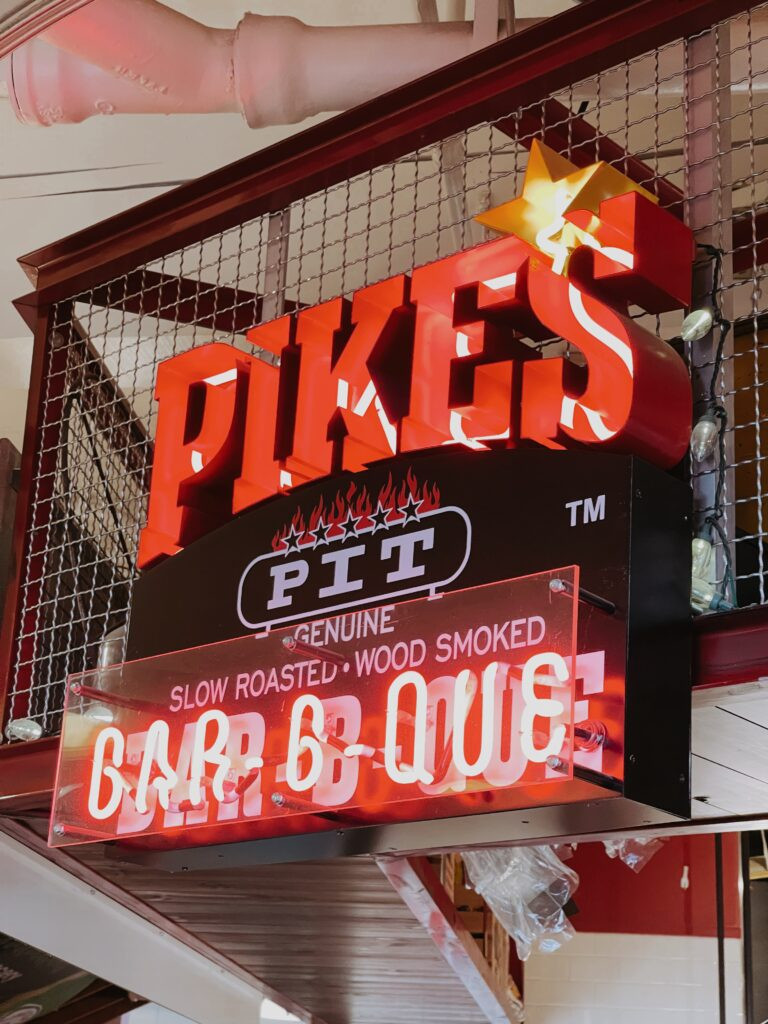 PIKES
PIT
TM
GENUINE
SLOW ROASTED • WOOD SMOKED
BAR-B-QUE